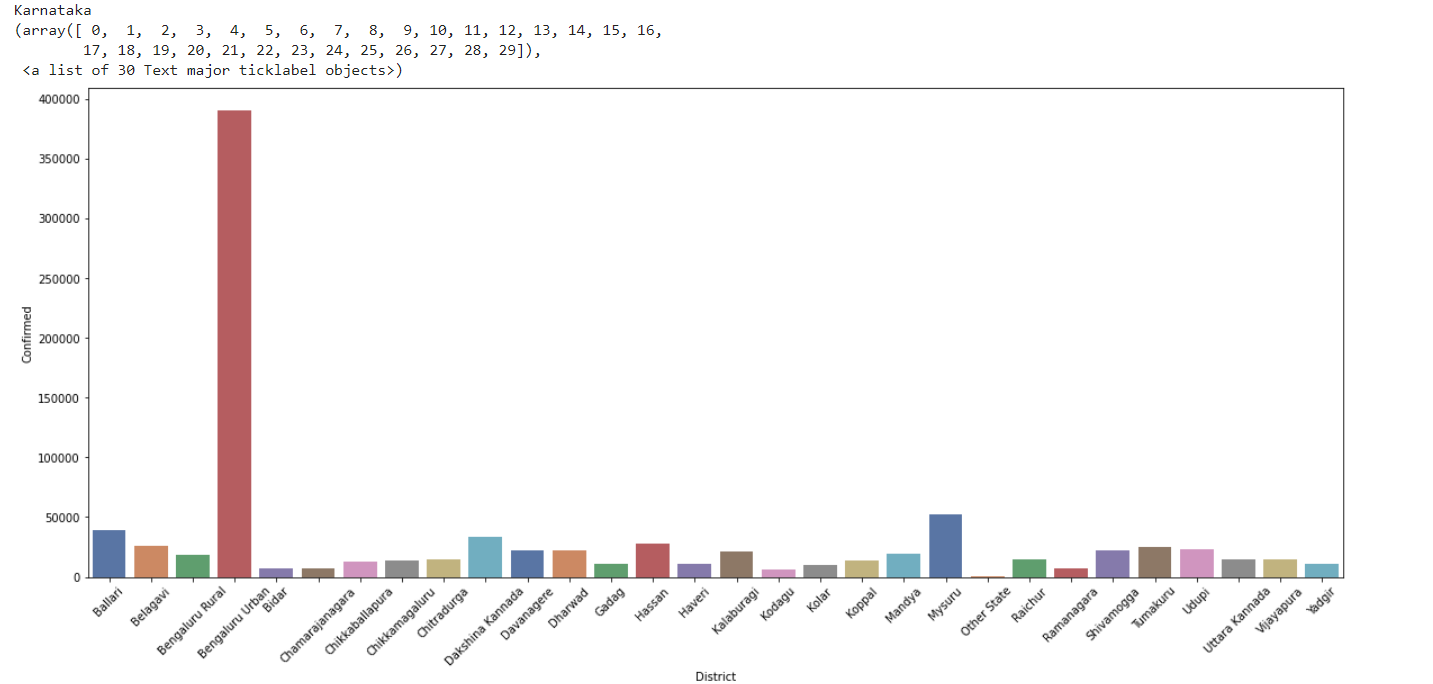 Karnataka
(array([ 0,  1,  2,  3,  4,  5,  6,  7,  8,  9, 10, 11, 12, 13, 14, 15, 16,
        17, 18, 19, 20, 21, 22, 23, 24, 25, 26, 27, 28, 29]),
 <a list of 30 Text major ticklabel objects>)
400000
350000
300000
250000
200000
150000
100000
50000
0
Confirmed
Ballari
Belagavi
Bengaluru Rural
Bengaluru Urban
Bidar
Chamarajanagara
Chikkaballapura
Chikkamagaluru
Chitradurga
Dakshina Kannada
Davanagere
Dharwad
Gadag
Hassan
Haveri
Kalaburagi
Kodagu
Kolar
Koppal
Mandya
Mysuru
Other State
Raichur
Ramanagara
Shivamogga
Tumakuru
Udupi
Uttara Kannada
Vijayapura
Yadgir
District